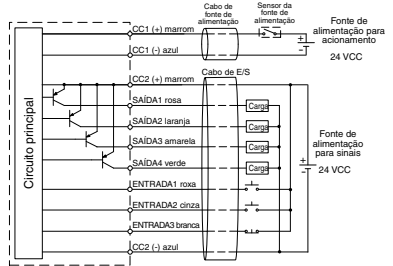 Cabo de
fonte de
alimentação
Sensor da
fonte de
alimentação
Fonte de
alimentação para
acionamento
24 VCC
CC1 (+) marrom
CC1 (-) azul
CC2 (+) marrom
Cabo de E/S
SAÍDA1 rosa
Carga
SAÍDA2 laranja
Carga
SAÍDA3 amarela
Carga
SAÍDA4 verde
Carga
ENTRADA1 roxa
ENTRADA2 cinza
ENTRADA3 branca
CC2 (-) azul
Circuito principal
Fonte de
alimentação
para sinais
24 VCC